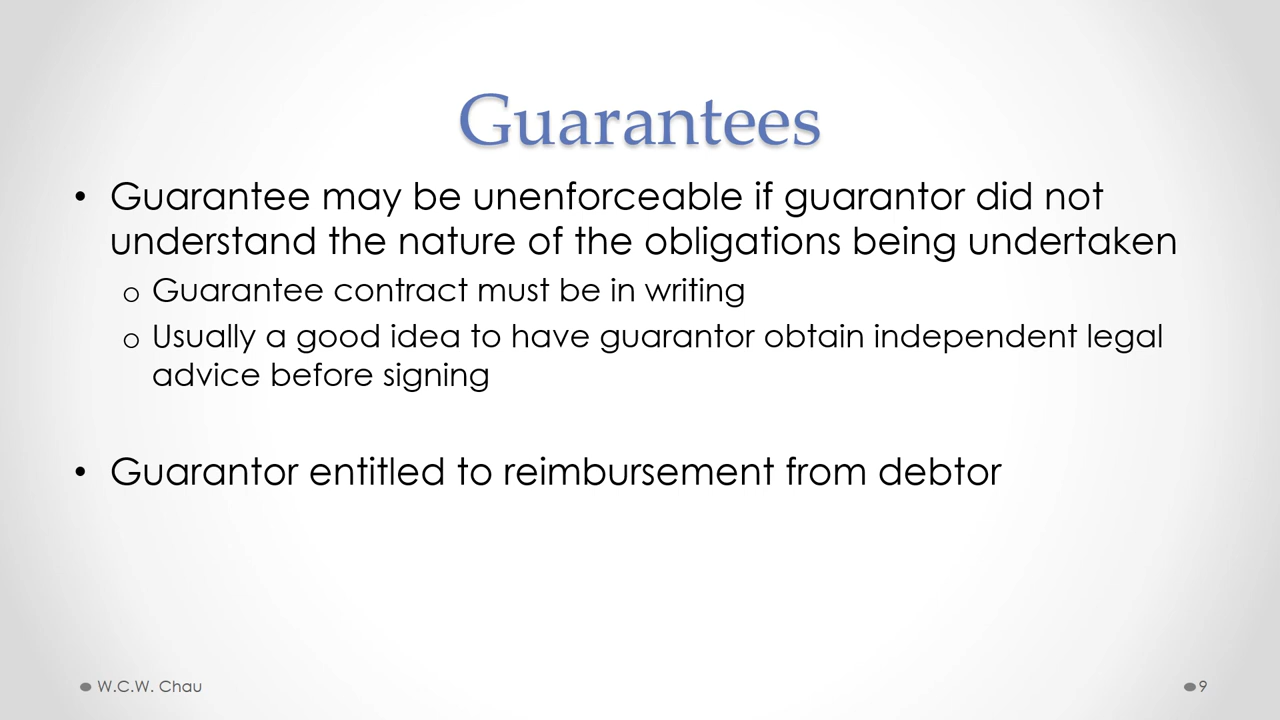 Guarantees
• Guarantee may be unenforceable if guarantor did not
understand the nature of the obligations being undertaken
o Guarantee contract must be in writing
o Usually a good idea to have guarantor obtain independent legal
advice before signing
• Guarantor entitled to reimbursement from debtor
W.C.W. Chau
9